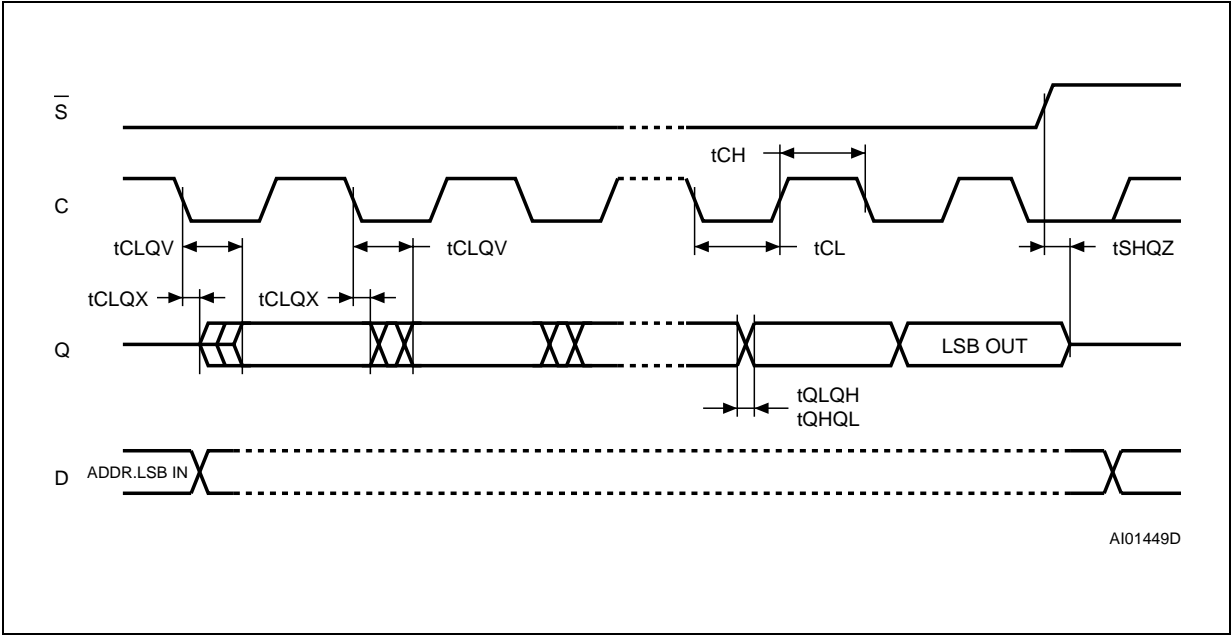 S̅
tCH
C
tCLQV
tCLQV
tCL
tSHQZ
tCLQX
tCLQX
Q
LSB OUT
tQLQH
tQHQL
D
ADDR.LSB IN
AI01449D